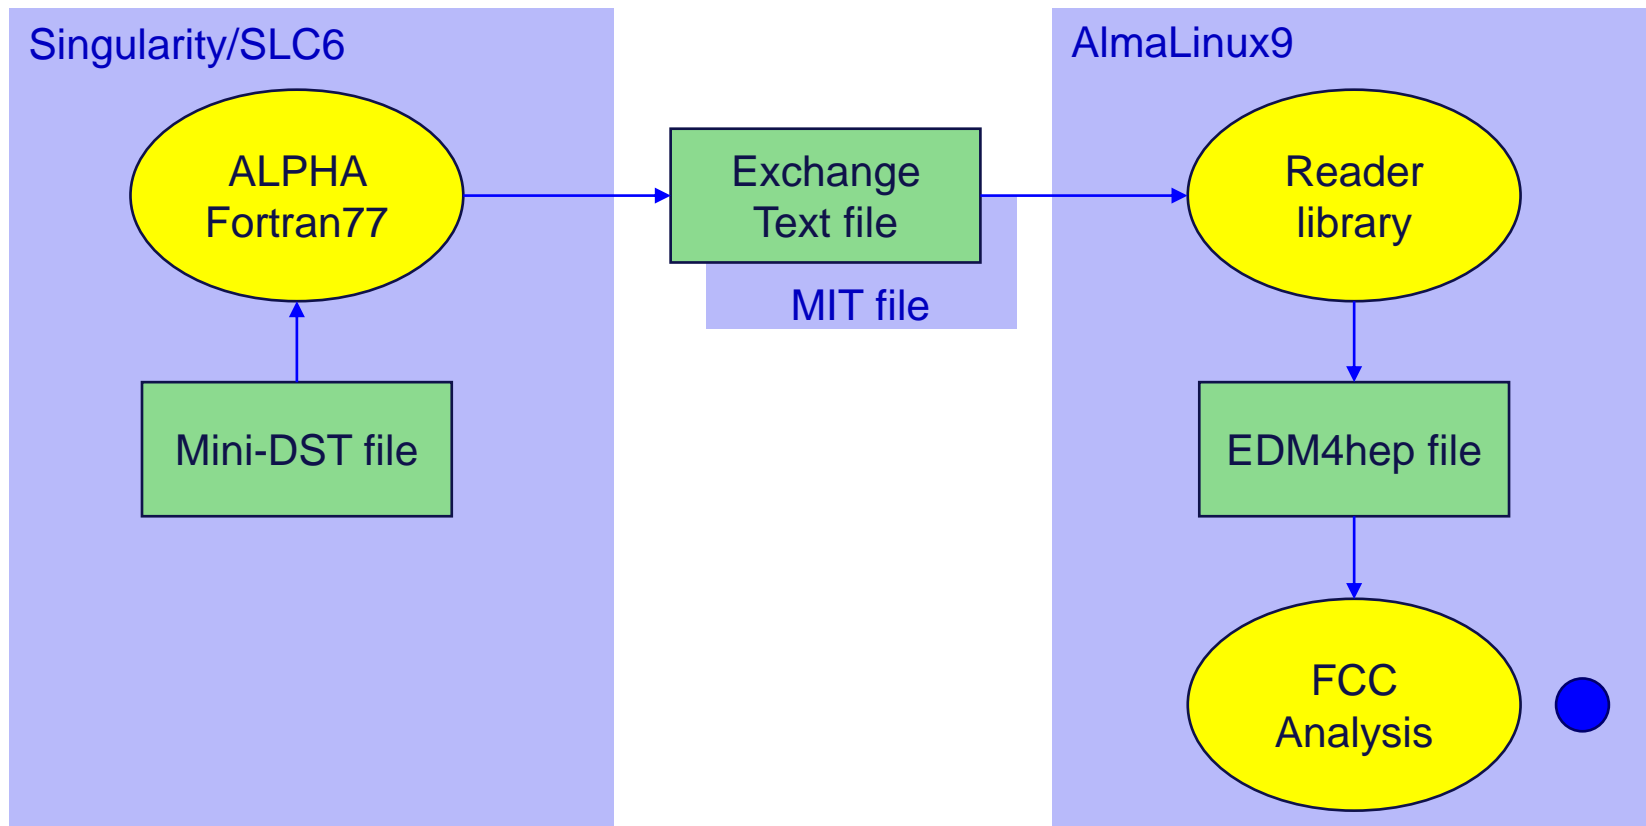 Singularity/SLC6
AlmaLinux9
ALPHA
Fortran77
Exchange
Text file
MIT file
Reader
library
Mini-DST file
EDM4hep file
FCC
Analysis